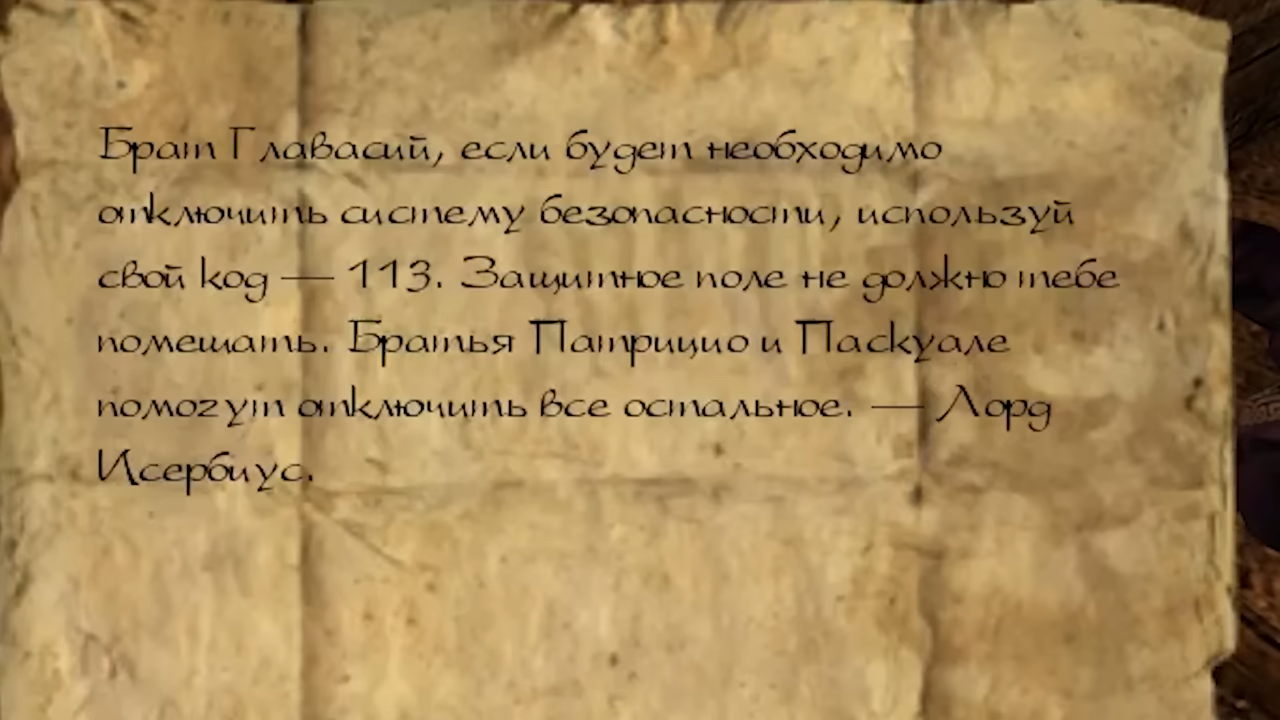 Брат Главасий, если будет необходимо
отключить систему безопасности, используй
свой код — 113. Защитное поле не должно тебе
помешать. Братья Патрицио и Паскуале
помогут отключить все остальное. — Лорд
Исербиус.